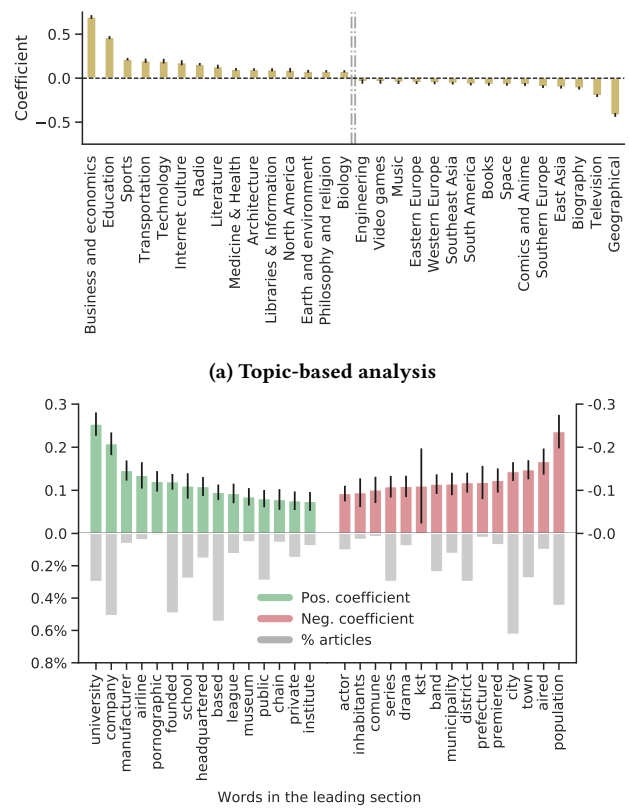 Coefficient
0.5
0.0
−0.5
Business and economics
Education
Sports
Transportation
Technology
Internet culture
Radio
Literature
Medicine & Health
Architecture
Libraries & Information
North America
Earth and environment
Philosophy and religion
Biology
Engineering
Video games
Music
Eastern Europe
Western Europe
Southeast Asia
South America
Books
Space
Comics and Anime
Southern Europe
East Asia
Biography
Television
Geographical
(a) Topic-based analysis
0.3
0.2
0.1
0.0
0.2%
0.4%
0.6%
0.8%
-0.3
-0.2
-0.1
-0.0
Pos. coefficient
Neg. coefficient
% articles
university
company
manufacturer
airline
pornographic
founded
school
headquartered
based
league
museum
public
chain
private
institute
actor
inhabitants
comune
series
drama
kst
band
municipality
district
prefecture
premiered
city
town
aired
population
Words in the leading section